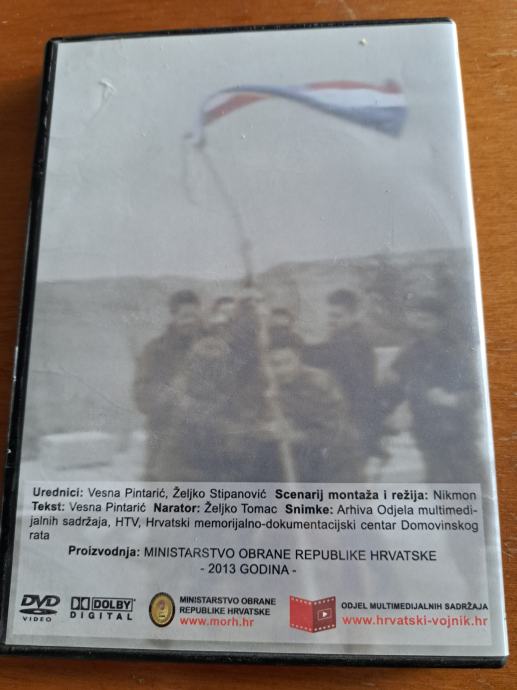 Urednici: Vesna Pintarić, Željko Stipanović Scenarij montaža i režija: Nikmon
Tekst: Vesna Pintarić Narator: Željko Tomac Snimke: Arhiva Odjela multimedi-
jalnih sadržaja, HTV, Hrvatski memorijalno-dokumentacijski centar Domovinskog
rata
Proizvodnja: MINISTARSTVO OBRANE REPUBLIKE HRVATSKE
- 2013 GODINA -
DVD
VIDEO
DOLBY
DIGITAL
MINISTARSTVO OBRANE
REPUBLIKE HRVATSKE
www.morh.hr
ODJEL MULTIMEDIJALNIH SADRŽAJA
www.hrvatski-vojnik.hr